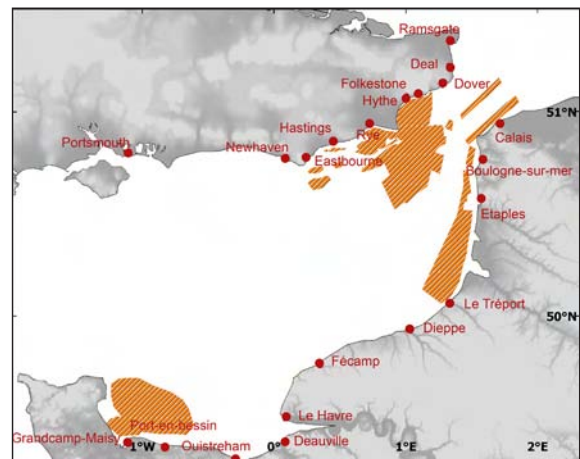 Ramsgate
Deal
Folkestone
Dover
Hythe
51°N
Hastings
Rye
Calais
Portsmouth
Newhaven
Eastbourne
Boulogne-sur-mer
Etaples
Le Tréport
50°N
Dieppe
Fécamp
Le Havre
Port-en-bessin
Grandcamp-Maisy
1°W
Ouistreham
0°
Deauville
1°E
2°E